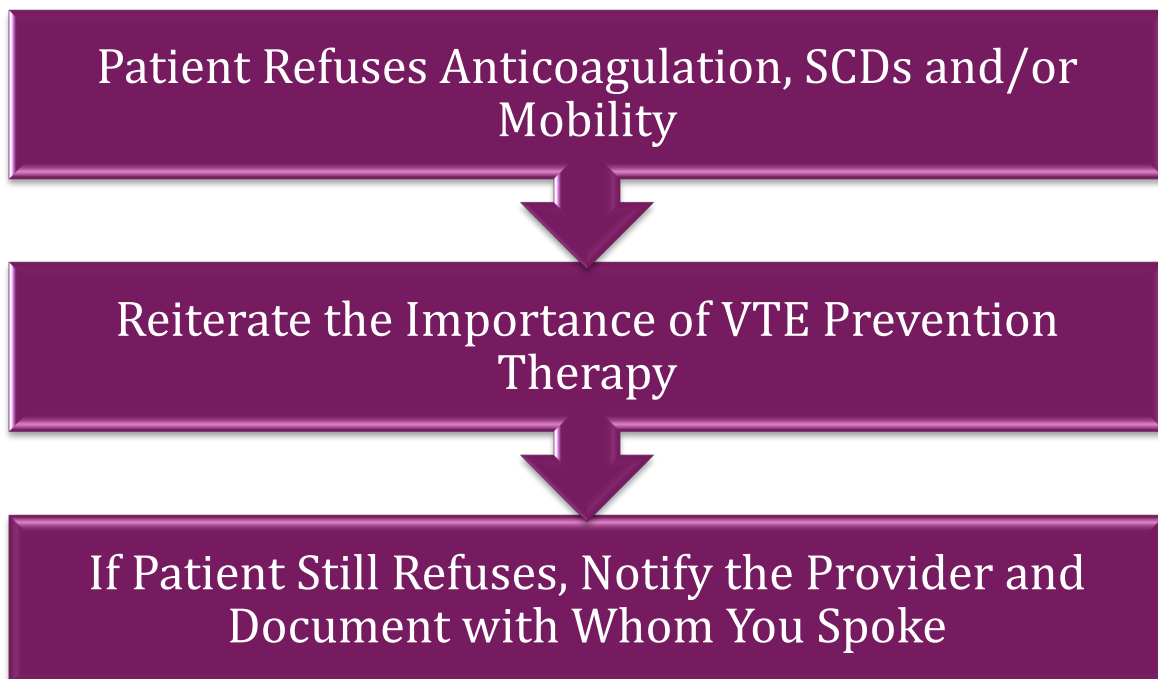 Patient Refuses Anticoagulation, SCDs and/or
Mobility
Reiterate the Importance of VTE Prevention
Therapy
If Patient Still Refuses, Notify the Provider and
Document with Whom You Spoke